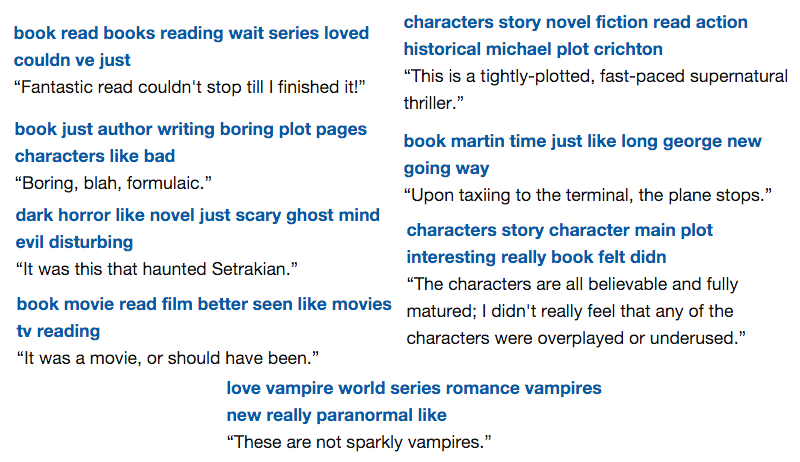 book read books reading wait series loved
couldn ve just
“Fantastic read couldn't stop till I finished it!”
book just author writing boring plot pages
characters like bad
“Boring, blah, formulaic.”
dark horror like novel just scary ghost mind
evil disturbing
“It was this that haunted Setrakian.”
book movie read film better seen like movies
tv reading
“It was a movie, or should have been.”
characters story novel fiction read action
historical michael plot crichton
“This is a tightly-plotted, fast-paced supernatural
thriller.”
book martin time just like long george new
going way
“Upon taxiing to the terminal, the plane stops.”
characters story character main plot
interesting really book felt didn
“The characters are all believable and fully
matured; I didn't really feel that any of the
characters were overplayed or underused.”
love vampire world series romance vampires
new really paranormal like
“These are not sparkly vampires.”